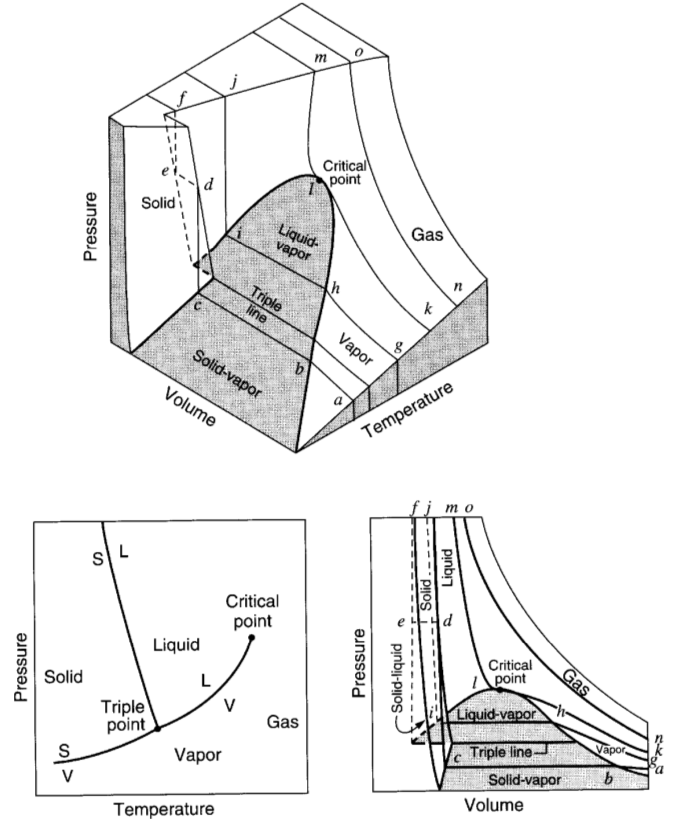 m o
j
f
Critical
point
l
e
d
Solid
Pressure
Gas
Liquid-
vapor
i
h
n
Triple
line
k
c
Vapor
g
Solid-vapor
b
a
Volume
Temperature
S L
Critical
point
Liquid
Solid
L
Triple
point
V
Gas
S
V
Vapor
Pressure
Temperature
f j m o
Solid
Liquid
e
d
Pressure
Solid-liquid
l
Critical
point
Gas
i
Liquid-vapor
h
n
Triple line
Vapor
k
g
c
a
Solid-vapor
b
Volume